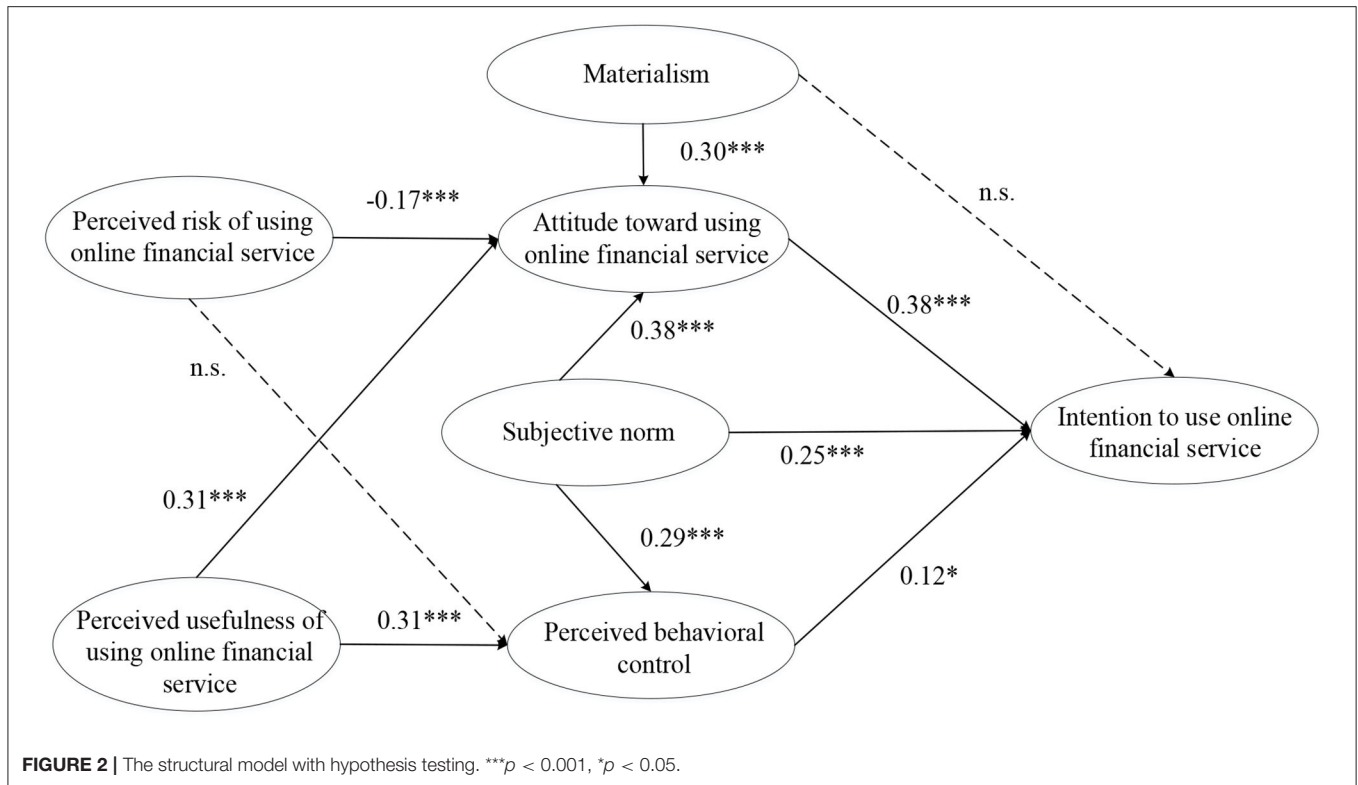 Materialism
0.30***
n.s.
Perceived risk of using
online financial service
-0.17***
Attitude toward using
online financial service
0.38***
0.38***
n.s.
Subjective norm
0.25***
Intention to use online
financial service
0.31***
0.29***
0.12*
Perceived usefulness of
using online financial
service
0.31***
Perceived behavioral
control
FIGURE 2 | The structural model with hypothesis testing. ***p < 0.001, *p < 0.05.